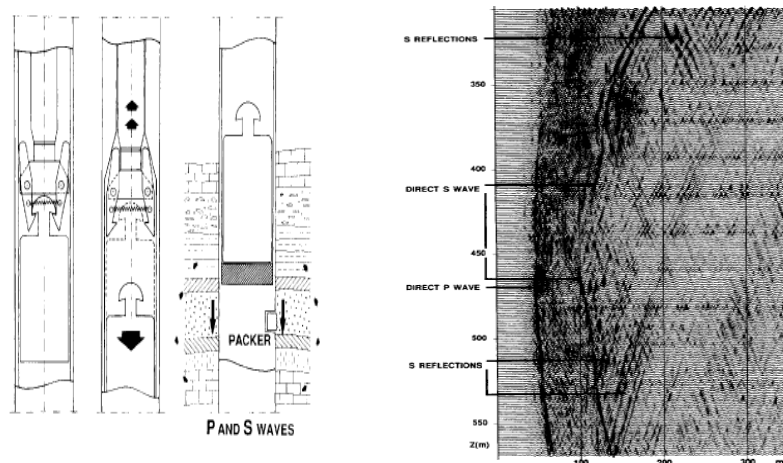 PACKER
P AND S WAVES
S REFLECTIONS
350
400
DIRECT S WAVE
450
DIRECT P WAVE
500
S REFLECTIONS
550
Z(m)
100
200
300